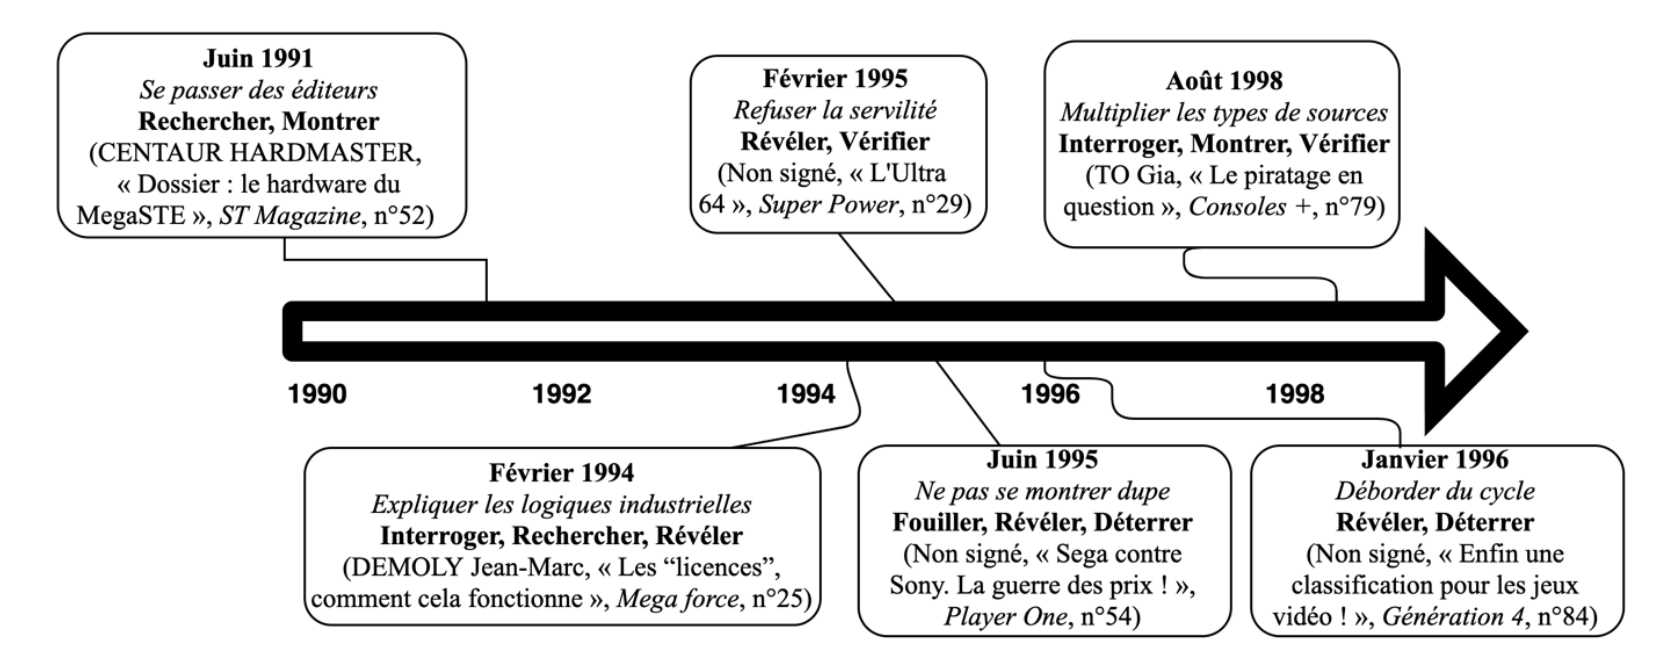 Juin 1991
Se passer des éditeurs
Rechercher, Montrer
(CENTAUR HARDMASTER,
« Dossier : le hardware du
MegaSTE », ST Magazine, n°52)
Février 1995
Refuser la servilité
Révéler, Vérifier
(Non signé, « L'Ultra
64 », Super Power, n°29)
Août 1998
Multiplier les types de sources
Interroger, Montrer, Vérifier
(TO Gia, « Le piratage en
question », Consoles +, n°79)
1990 1992 1994 1996 1998
Février 1994
Expliquer les logiques industrielles
Interroger, Rechercher, Révéler
(DEMOLY Jean-Marc, « Les “licences”,
comment cela fonctionne », Mega force, n°25)
Juin 1995
Ne pas se montrer dupe
Fouiller, Révéler, Déterrer
(Non signé, « Sega contre
Sony. La guerre des prix ! »,
Player One, n°54)
Janvier 1996
Déborder du cycle
Révéler, Déterrer
(Non signé, « Enfin une
classification pour les jeux
vidéo ! », Génération 4, n°84)